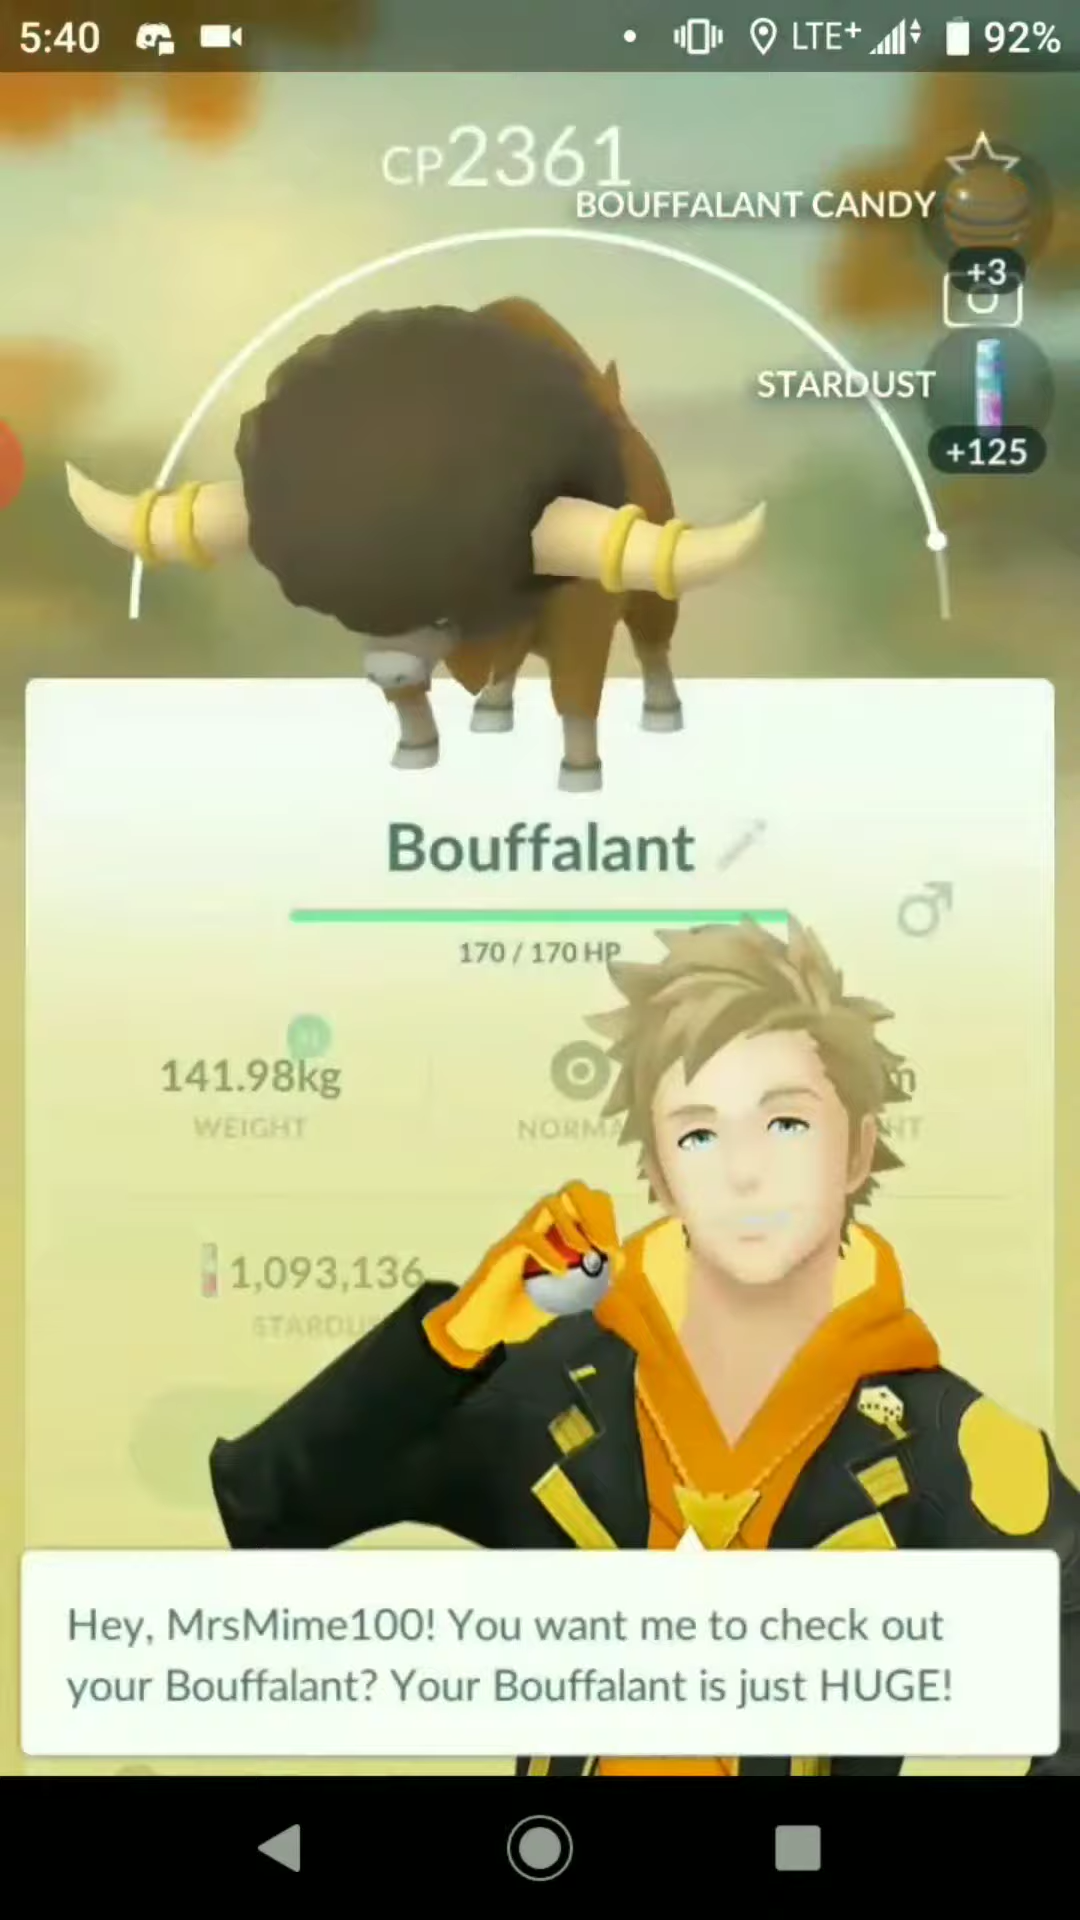 5:40 LTE+ 92%
CP2361
BOUFFALANT CANDY
+3
STARDUST
+125
Bouffalant
170 / 170 HP
141.98kg
WEIGHT
1,093,136
Hey, MrsMime100! You want me to check out
your Bouffalant? Your Bouffalant is just HUGE!